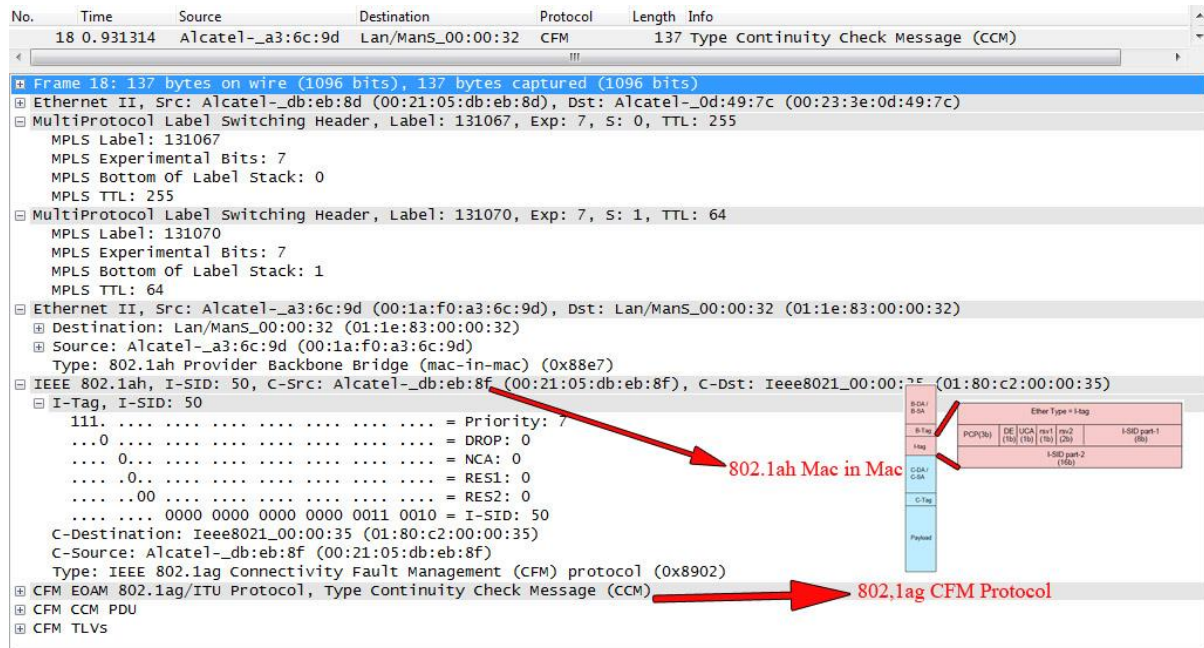 No. Time Source Destination Protocol Length Info
18 0.931314 Alcatel-_a3:6c:9d Lan/ManS_00:00:32 CFM 137 Type Continuity Check Message (CCM)
Frame 18: 137 bytes on wire (1096 bits), 137 bytes captured (1096 bits)
Ethernet II, Src: Alcatel-_db:eb:8d (00:21:05:db:eb:8d), Dst: Alcatel-_0d:49:7c (00:23:3e:0d:49:7c)
MultiProtocol Label Switching Header, Label: 131067, Exp: 7, S: 0, TTL: 255
MPLS Label: 131067
MPLS Experimental Bits: 7
MPLS Bottom Of Label Stack: 0
MPLS TTL: 255
MultiProtocol Label Switching Header, Label: 131070, Exp: 7, S: 1, TTL: 64
MPLS Label: 131070
MPLS Experimental Bits: 7
MPLS Bottom Of Label Stack: 1
MPLS TTL: 64
Ethernet II, Src: Alcatel-_a3:6c:9d (00:1a:f0:a3:6c:9d), Dst: Lan/ManS_00:00:32 (01:1e:83:00:00:32)
Destination: Lan/ManS_00:00:32 (01:1e:83:00:00:32)
Source: Alcatel-_a3:6c:9d (00:1a:f0:a3:6c:9d)
Type: 802.1ah Provider Backbone Bridge (mac-in-mac) (0x88e7)
IEEE 802.1ah, I-SID: 50, C-Src: Alcatel-_db:eb:8f (00:21:05:db:eb:8f), C-Dst: Ieee8021_00:00:35 (01:80:c2:00:00:35)
I-Tag, I-SID: 50
111. .... .... .... .... .... .... .... = Priority: 7
...0 .... .... .... .... .... .... .... = DROP: 0
.... 0... .... .... .... .... .... .... = NCA: 0
.... .0.. .... .... .... .... .... .... = RES1: 0
.... ..00 .... .... .... .... .... .... = RES2: 0
.... .... 0000 0000 0000 0000 0011 0010 = I-SID: 50
C-Destination: Ieee8021_00:00:35 (01:80:c2:00:00:35)
C-Source: Alcatel-_db:eb:8f (00:21:05:db:eb:8f)
Type: IEEE 802.1ag Connectivity Fault Management (CFM) protocol (0x8902)
CFM EOAM 802.1ag/ITU Protocol, Type Continuity Check Message (CCM)
CFM CCM PDU
CFM TLVs
802.1ah Mac in Mac
802,1ag CFM Protocol
B-DA /
B-SA
B-Tag
I-tag
C-DA /
C-SA
C-Tag
Payload
Ether Type = I-tag
PCP(3b) DE (1b) UCA (1b) rsv1 (1b) rsv2 (2b) I-SID part-1 (8b)
I-SID part-2
(16b)